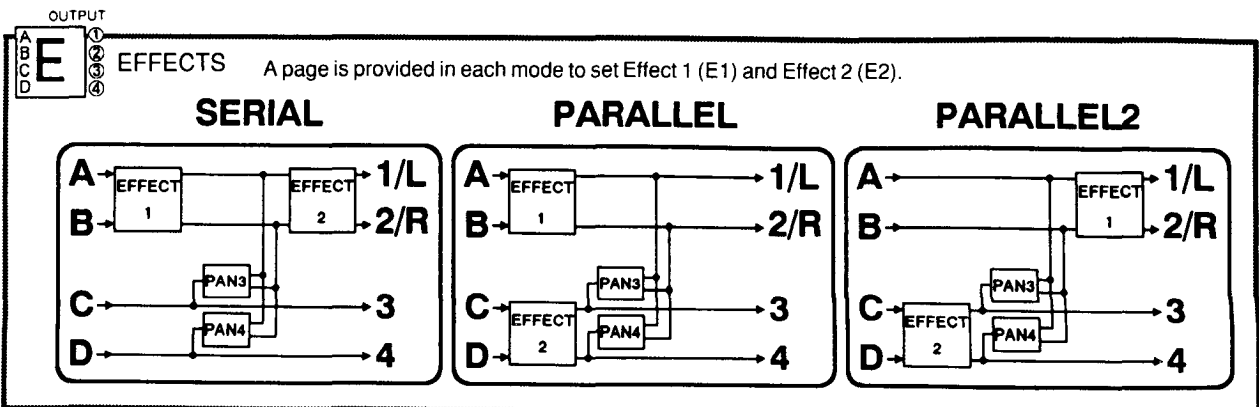 OUTPUT
A ①
B ②
C ③
D ④
E
EFFECTS A page is provided in each mode to set Effect 1 (E1) and Effect 2 (E2).
SERIAL PARALLEL PARALLEL2
A EFFECT 1 EFFECT 2 1/L
B 2/R
PAN3
C 3
PAN4
D 4
A EFFECT 1 1/L
B 2/R
PAN3
C EFFECT 2 3
PAN4
D 4
A EFFECT 1 1/L
B 2/R
PAN3
C EFFECT 2 3
PAN4
D 4